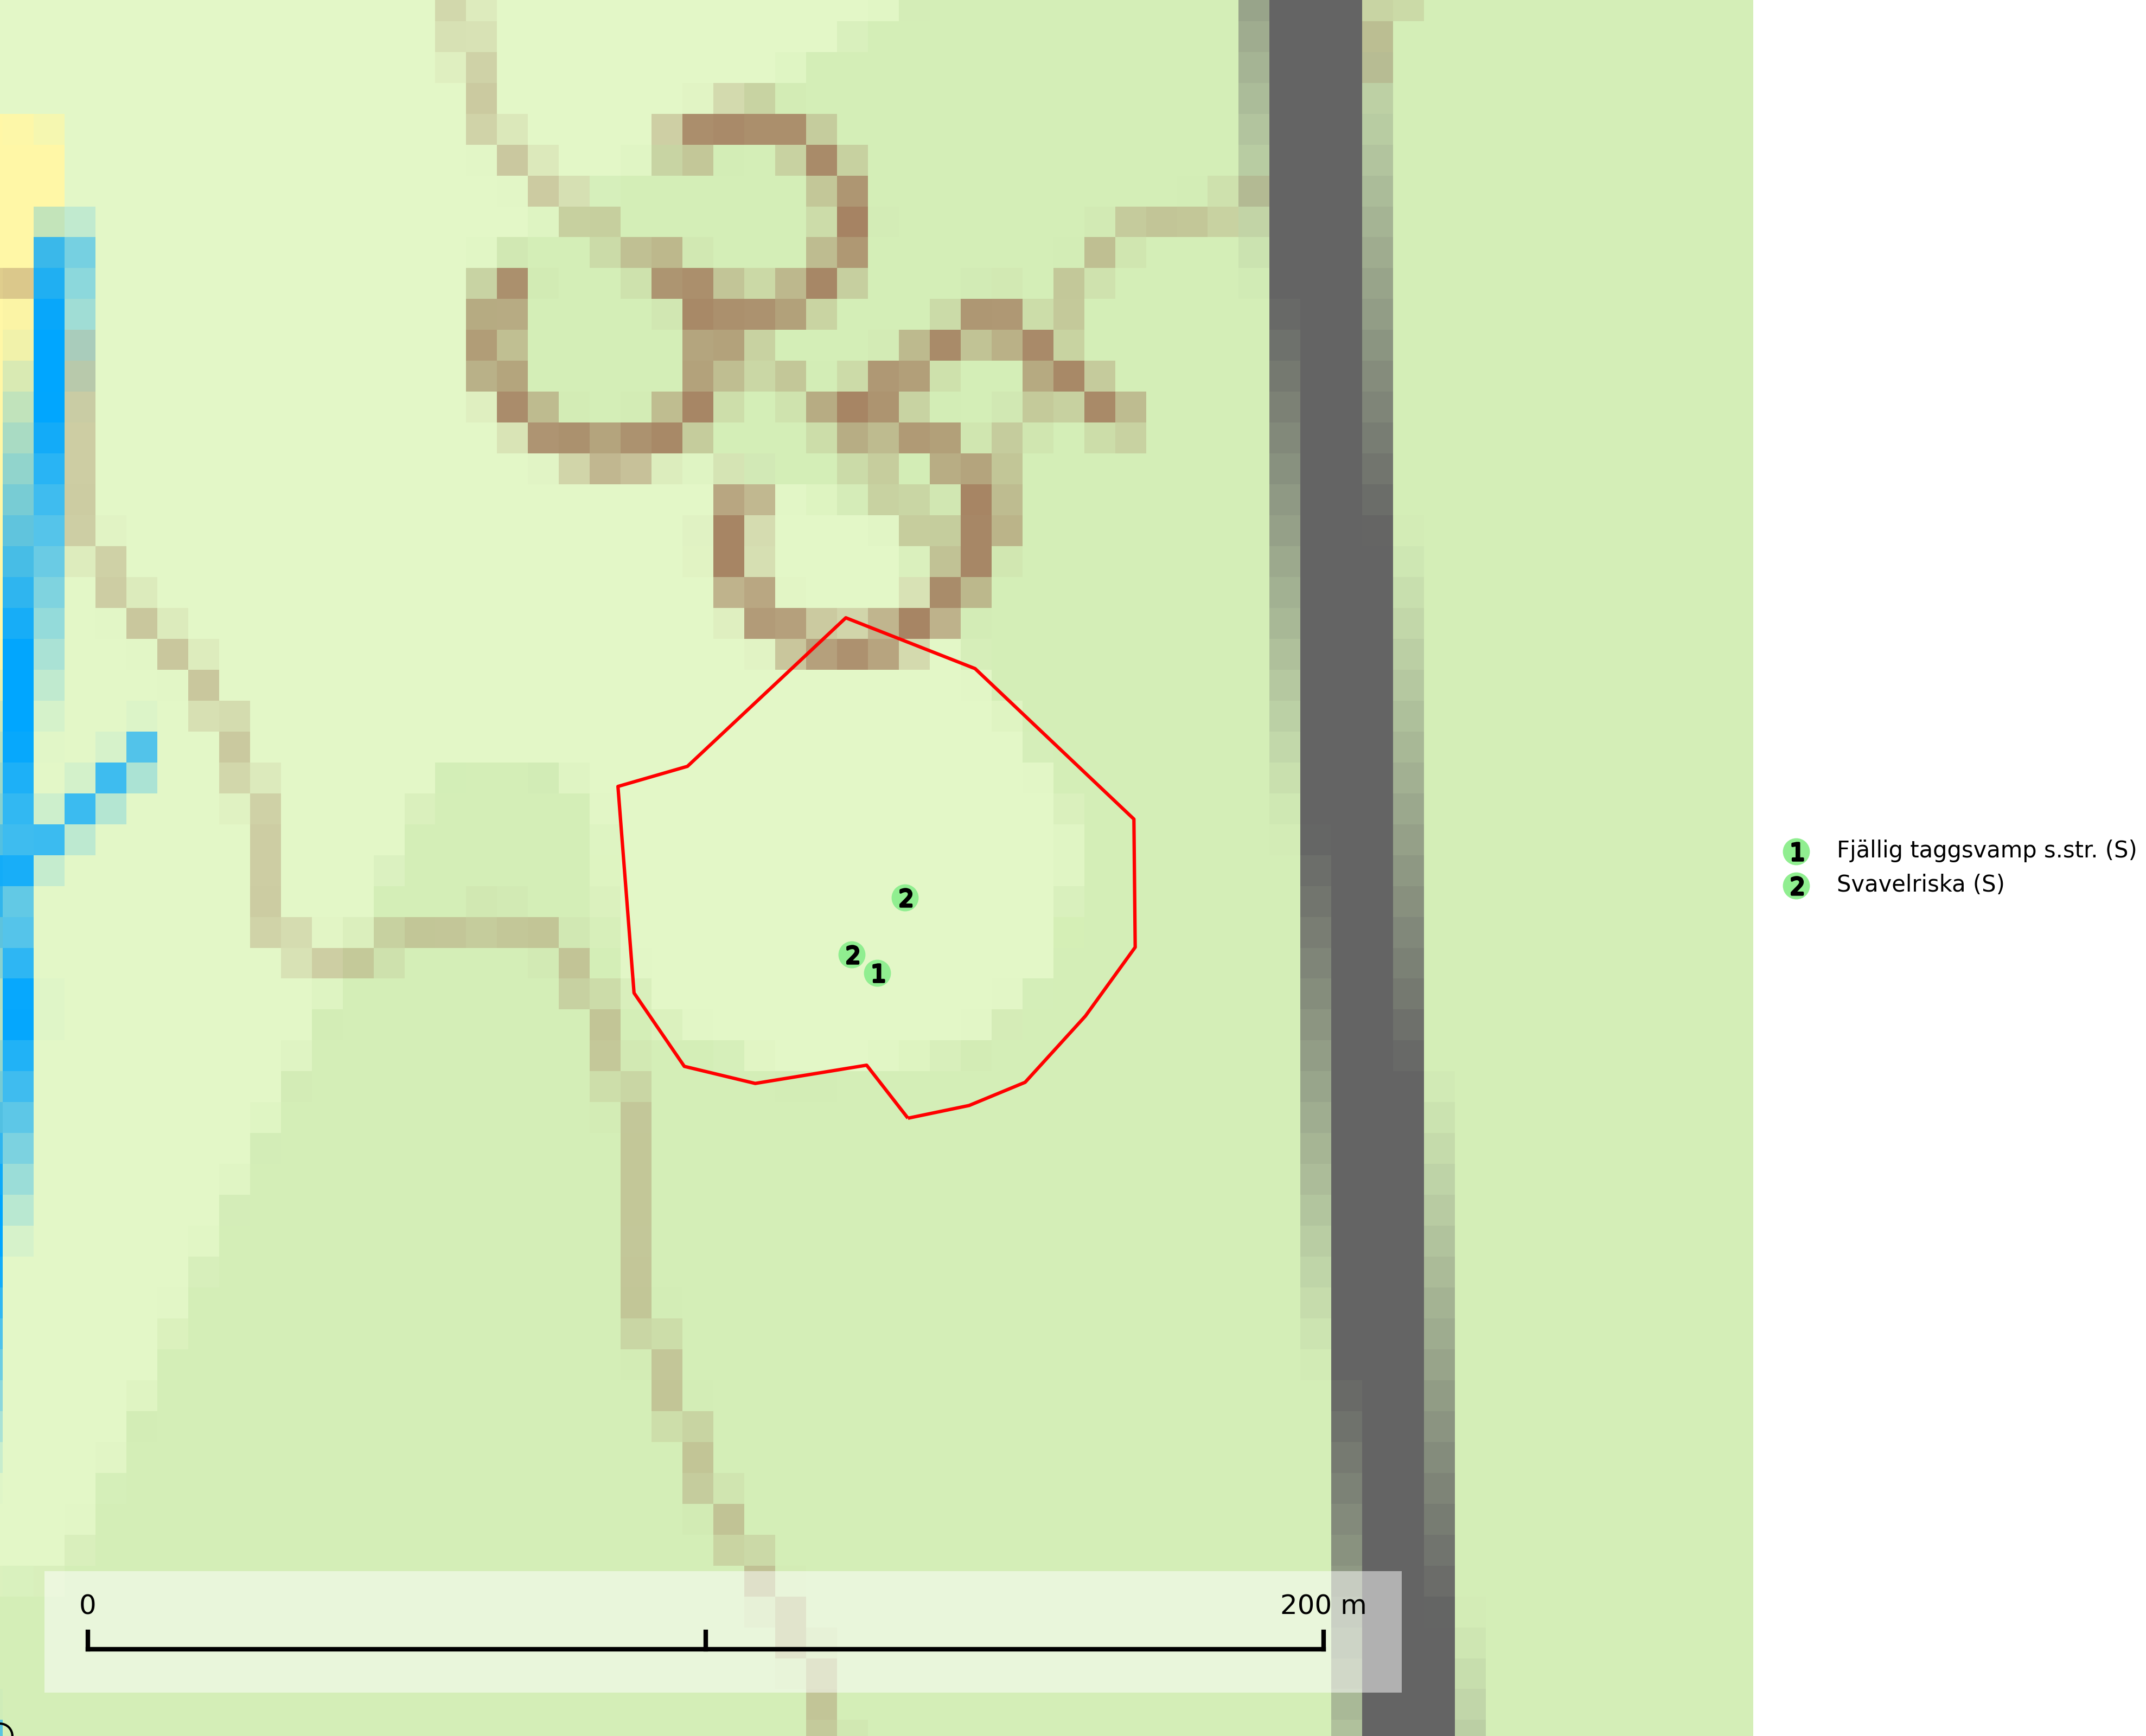 2
2
1
1 Fjällig taggsvamp s.str. (S)
2 Svavelriska (S)
0 200 m